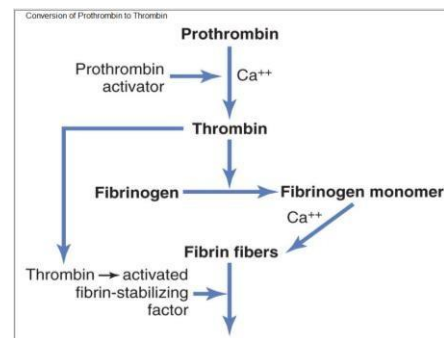 Conversion of Prothrombin to Thrombin
Prothrombin
Prothrombin
activator
Ca++
Thrombin
Fibrinogen
Fibrinogen monomer
Ca++
Fibrin fibers
Thrombin → activated
fibrin-stabilizing
factor